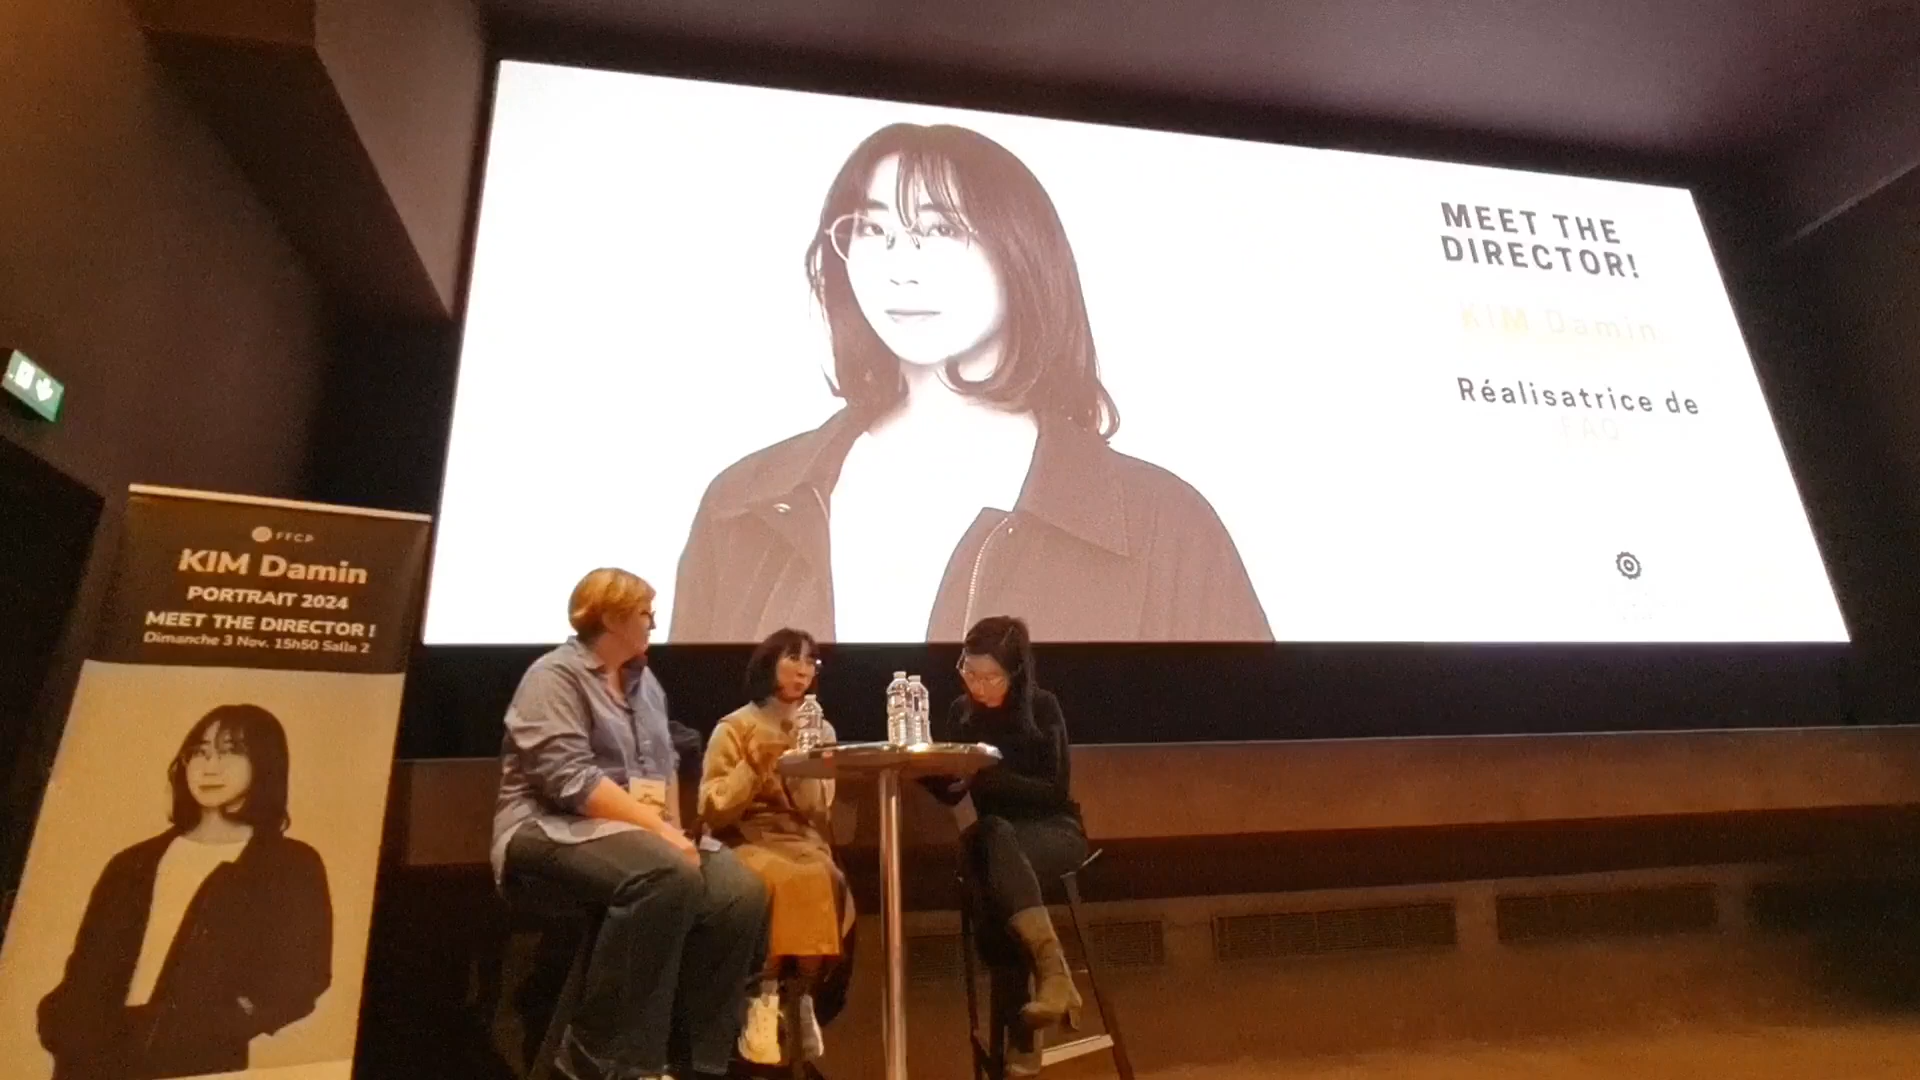 MEET THE
DIRECTOR!
KIM Damin
Réalisatrice de
FAQ
FFCP
KIM Damin
PORTRAIT 2024
MEET THE DIRECTOR !
Dimanche 3 Nov. 15h50 Salle 2